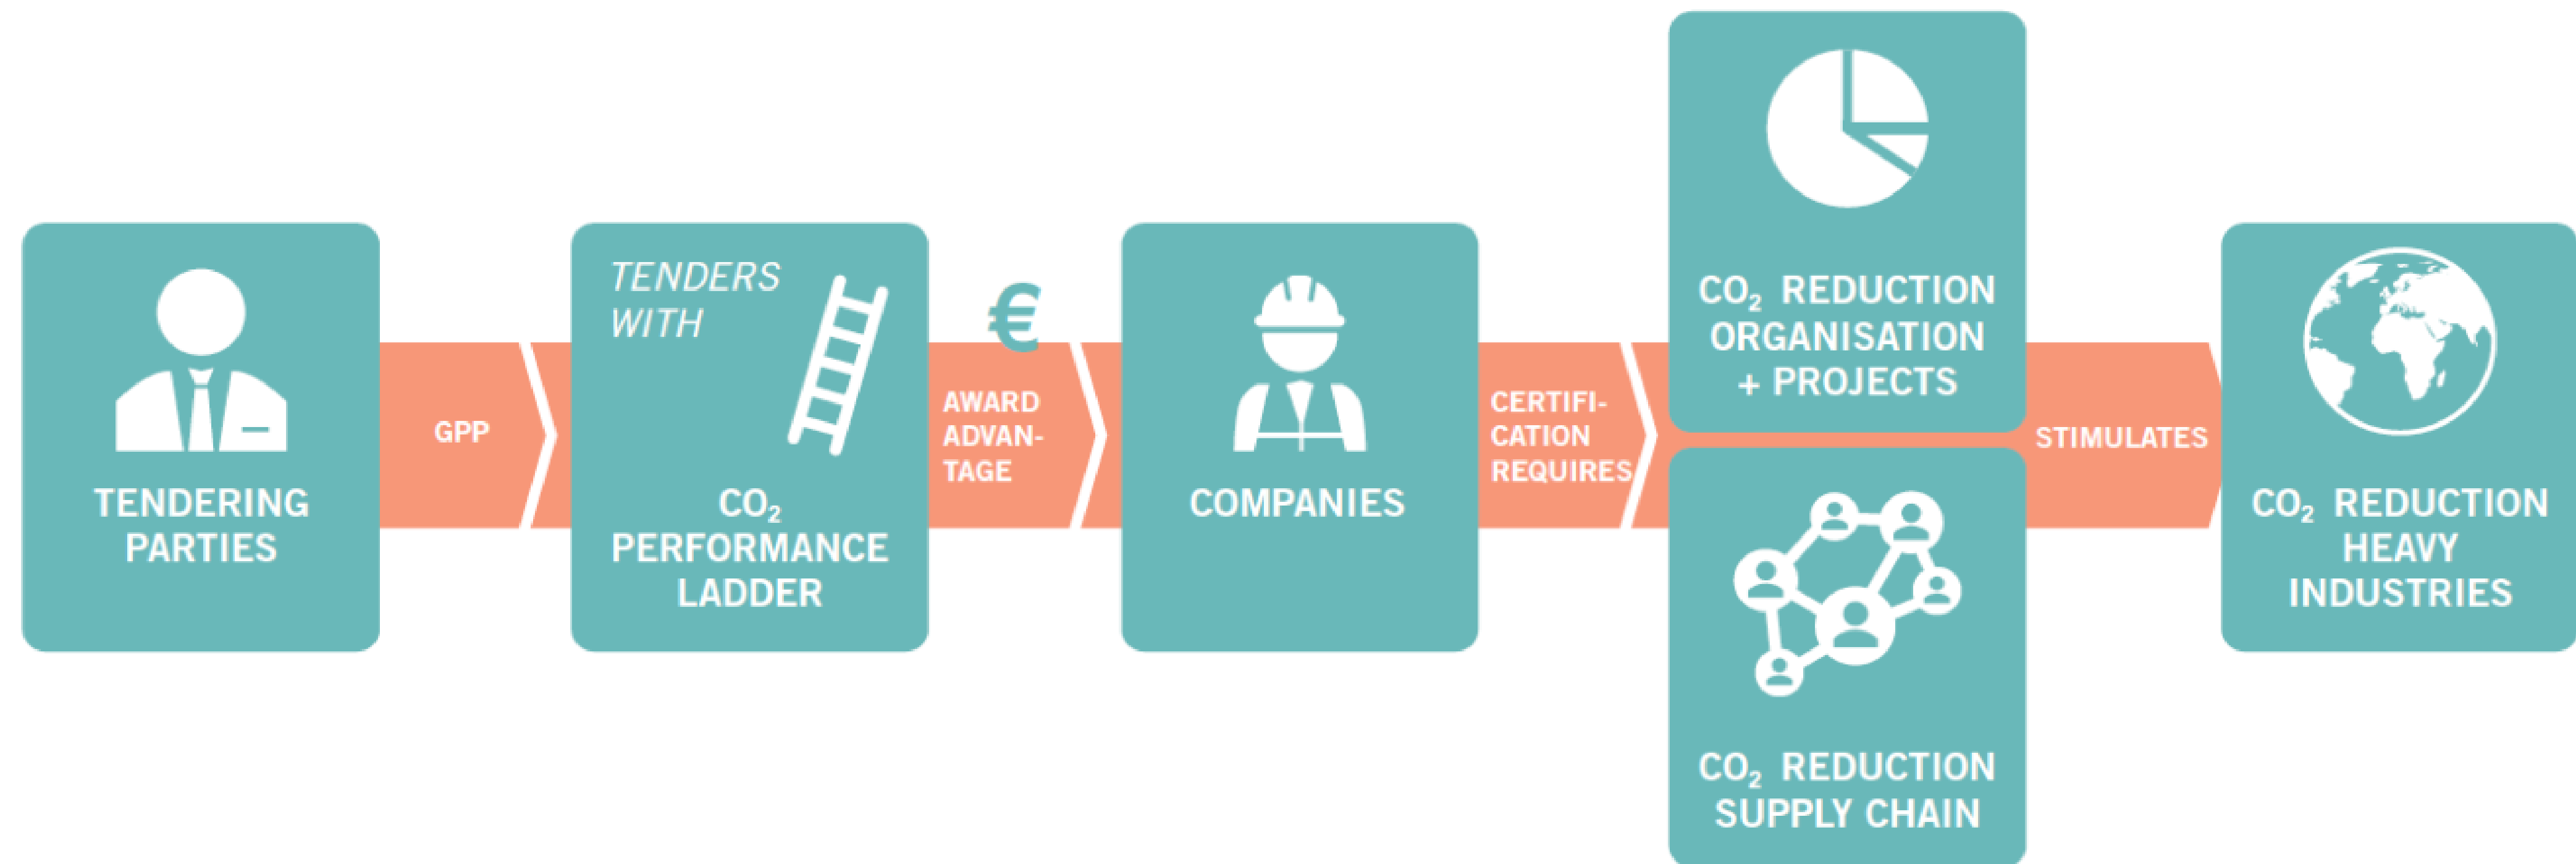 TENDERING
PARTIES
GPP
TENDERS
WITH
CO₂
PERFORMANCE
LADDER
€
AWARD
ADVAN-
TAGE
COMPANIES
CERTIFI-
CATION
REQUIRES
CO₂ REDUCTION
ORGANISATION
+ PROJECTS
CO₂ REDUCTION
SUPPLY CHAIN
STIMULATES
CO₂ REDUCTION
HEAVY
INDUSTRIES